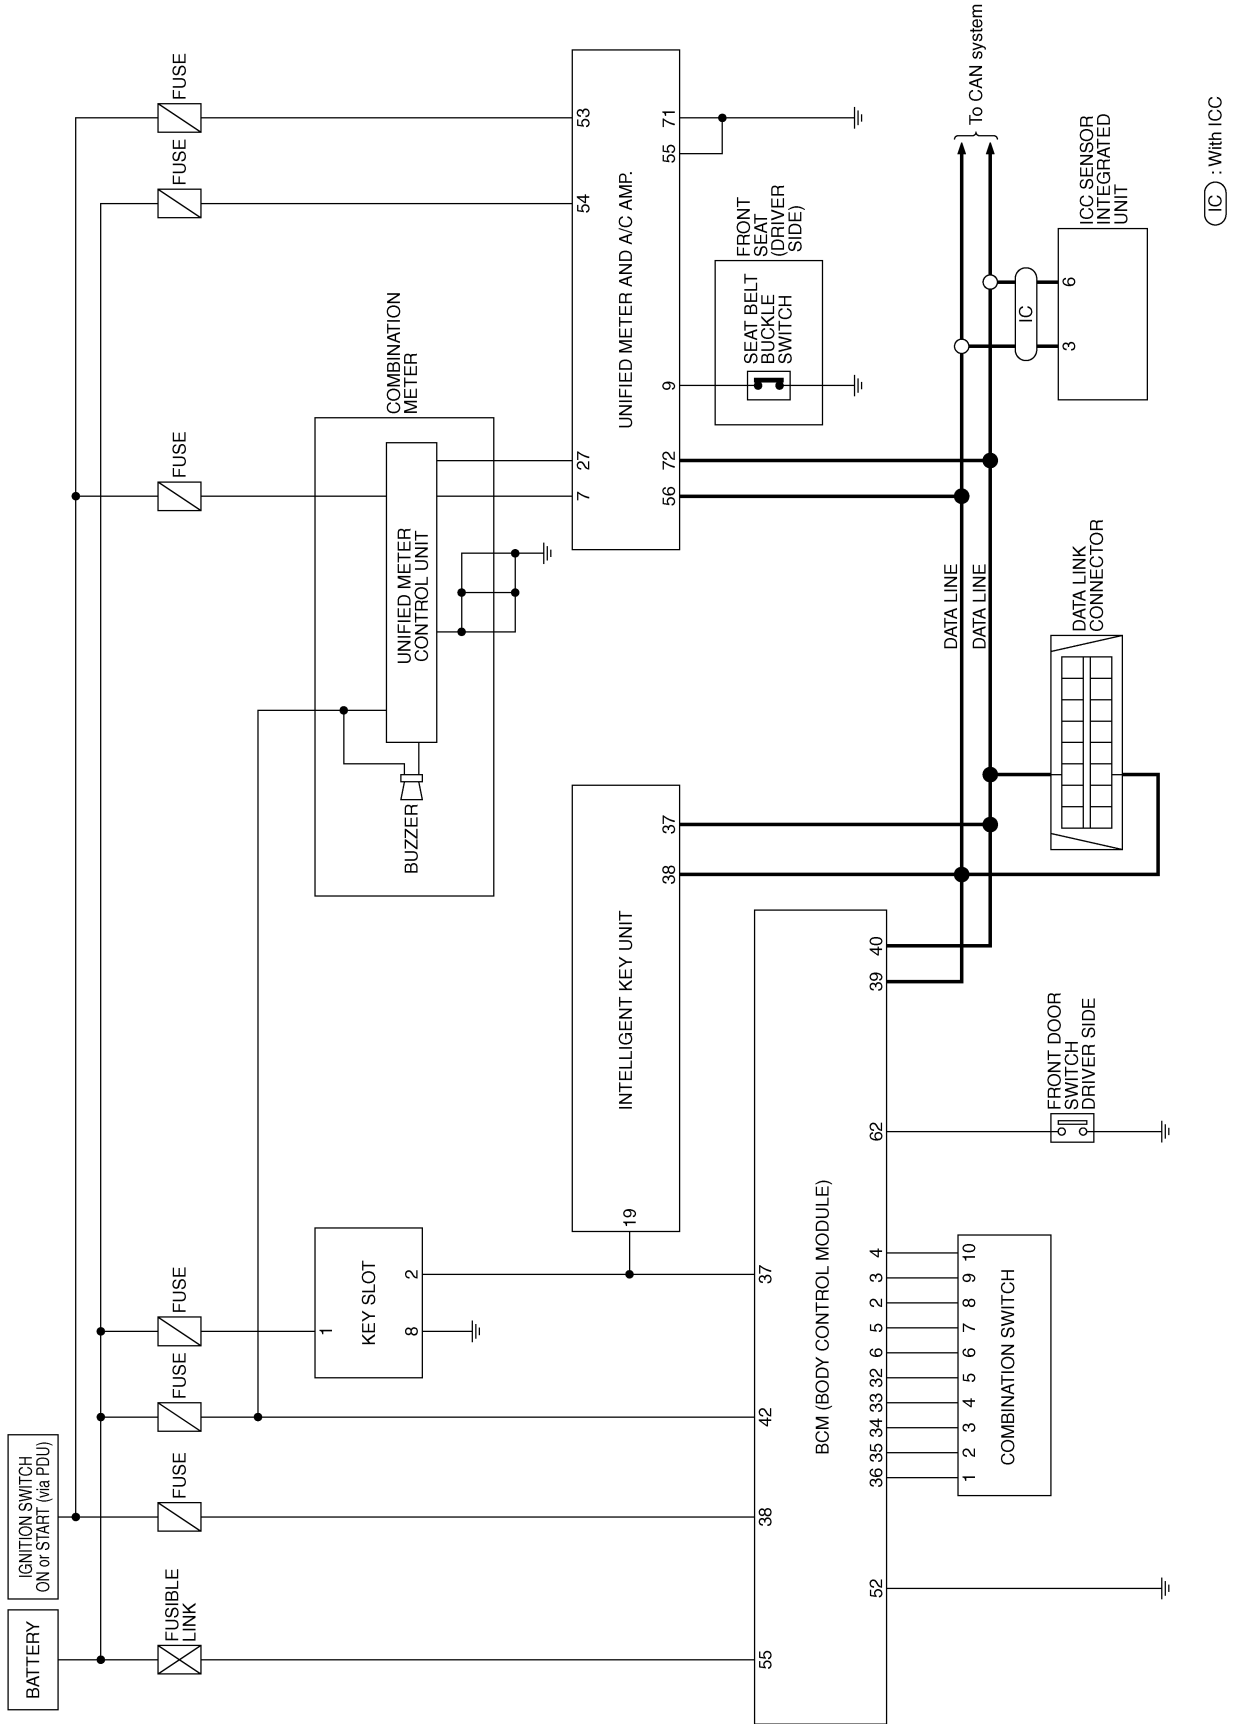 BATTERY
IGNITION SWITCH
ON or START (via PDU)
FUSIBLE
LINK
FUSE
FUSE
FUSE
FUSE
FUSE
FUSE
KEY SLOT
1
2
8
COMBINATION
METER
UNIFIED METER
CONTROL UNIT
BUZZER
INTELLIGENT KEY UNIT
19
38
37
UNIFIED METER AND A/C AMP.
7
27
54
53
56
72
9
55
71
FRONT
SEAT
(DRIVER
SIDE)
SEAT BELT
BUCKLE
SWITCH
BCM (BODY CONTROL MODULE)
55
38
42
37
52
36
35
34
33
32
6
5
2
3
4
62
39
40
COMBINATION SWITCH
1
2
3
4
5
6
7
8
9
10
FRONT DOOR
SWITCH
DRIVER SIDE
DATA LINE
DATA LINE
DATA LINK
CONNECTOR
To CAN system
IC
3
6
ICC SENSOR
INTEGRATED
UNIT
IC : With ICC